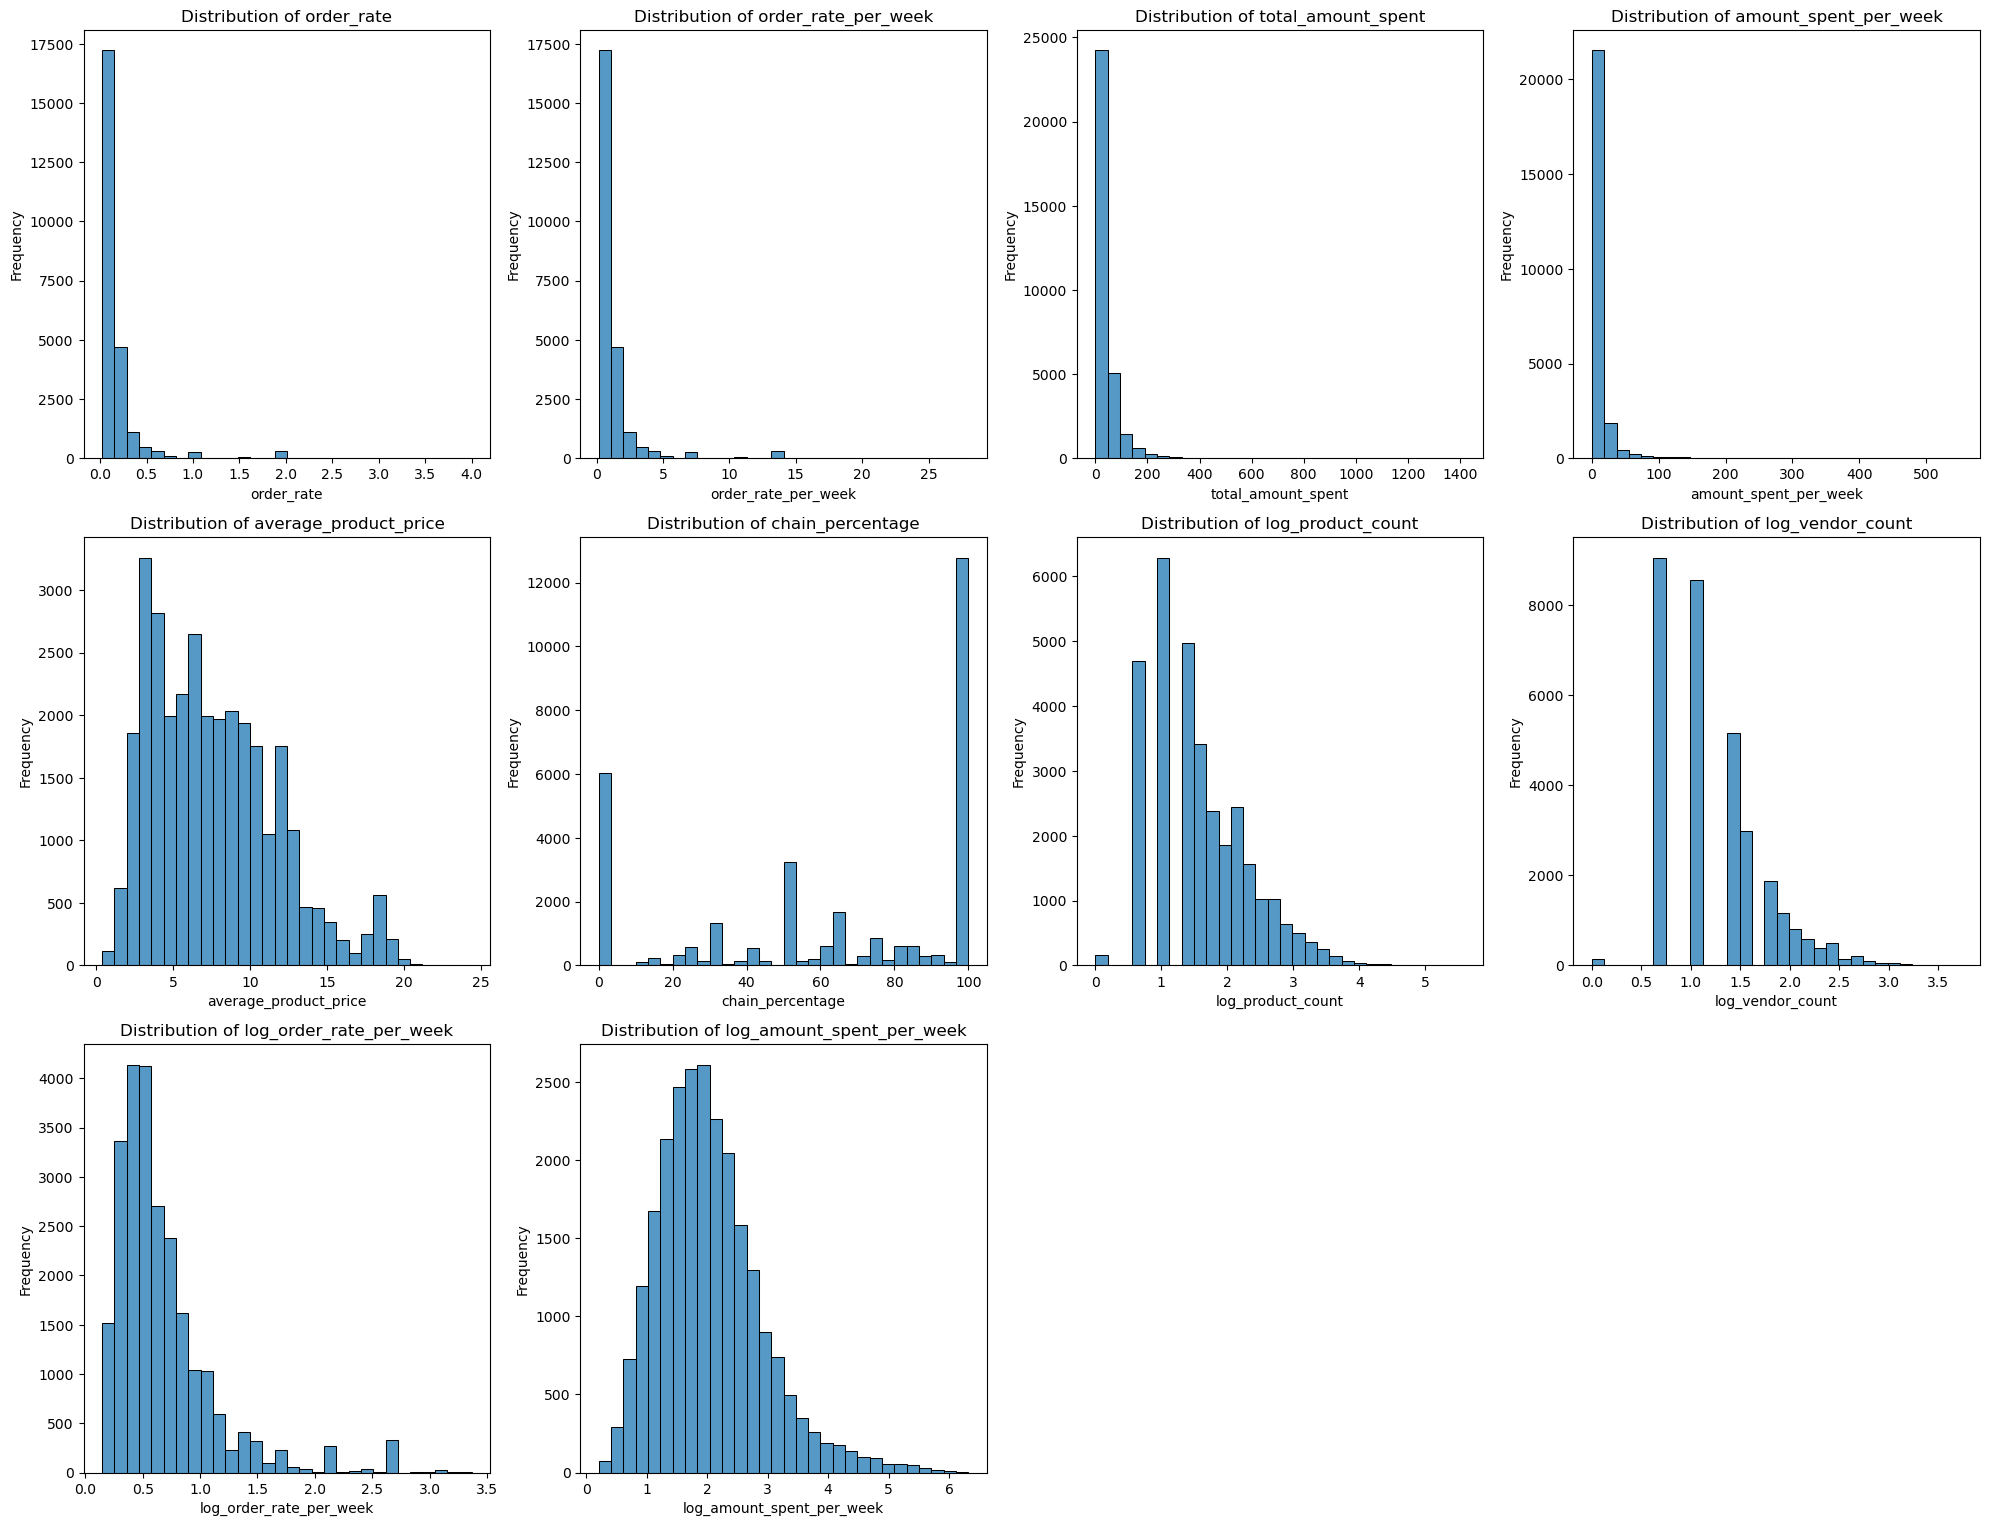 Distribution of order_rate
17500
15000
12500
10000
7500
5000
2500
0
Frequency
0.0 0.5 1.0 1.5 2.0 2.5 3.0 3.5 4.0
order_rate
Distribution of order_rate_per_week
17500
15000
12500
10000
7500
5000
2500
0
Frequency
0 5 10 15 20 25
order_rate_per_week
Distribution of total_amount_spent
25000
20000
15000
10000
5000
0
Frequency
0 200 400 600 800 1000 1200 1400
total_amount_spent
Distribution of amount_spent_per_week
20000
15000
10000
5000
0
Frequency
0 100 200 300 400 500
amount_spent_per_week
Distribution of average_product_price
3000
2500
2000
1500
1000
500
0
Frequency
0 5 10 15 20 25
average_product_price
Distribution of chain_percentage
12000
10000
8000
6000
4000
2000
0
Frequency
0 20 40 60 80 100
chain_percentage
Distribution of log_product_count
6000
5000
4000
3000
2000
1000
0
Frequency
0 1 2 3 4 5
log_product_count
Distribution of log_vendor_count
8000
6000
4000
2000
0
Frequency
0.0 0.5 1.0 1.5 2.0 2.5 3.0 3.5
log_vendor_count
Distribution of log_order_rate_per_week
4000
3500
3000
2500
2000
1500
1000
500
0
Frequency
0.0 0.5 1.0 1.5 2.0 2.5 3.0 3.5
log_order_rate_per_week
Distribution of log_amount_spent_per_week
2500
2000
1500
1000
500
0
Frequency
0 1 2 3 4 5 6
log_amount_spent_per_week